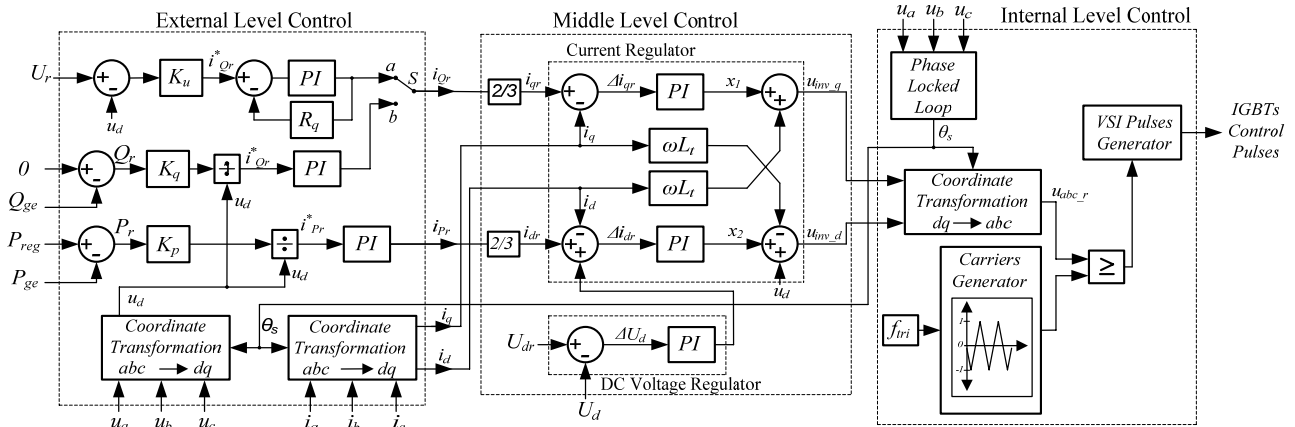 External Level Control
Middle Level Control
Internal Level Control
U_r
+
-
u_d
K_u
i*_Qr
+
-
PI
R_q
a
S
b
i_Qr
0
+
-
Q_ge
Q_r
K_q
÷
u_d
i*_Qr
PI
P_reg
+
-
P_ge
P_r
K_p
÷
u_d
i*_Pr
PI
i_Pr
u_d
Coordinate
Transformation
abc → dq
θ_s
Coordinate
Transformation
abc → dq
i_q
i_d
u_a
u_b
u_c
i_a
i_b
i_c
Current Regulator
2/3
i_qr
+
-
Δi_qr
PI
x_1
+
+
u_inv_q
i_q
ωL_t
ωL_t
i_d
2/3
i_dr
+
-
+
Δi_dr
PI
x_2
-
-
+
u_inv_d
u_d
U_dr
+
-
ΔU_d
PI
DC Voltage Regulator
U_d
u_a
u_b
u_c
Phase
Locked
Loop
θ_s
Coordinate
Transformation
dq → abc
u_abc_r
VSI Pulses
Generator
IGBTs
Control
Pulses
≥
Carriers
Generator
1
0
-1
f_tri